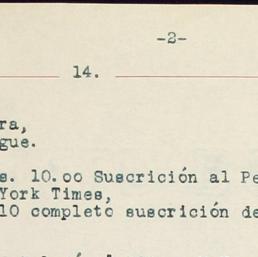 -2-
14.
ra,
gue.
s. 10.oo Suscrición al Pe
York Times,
10 completo suscrición de